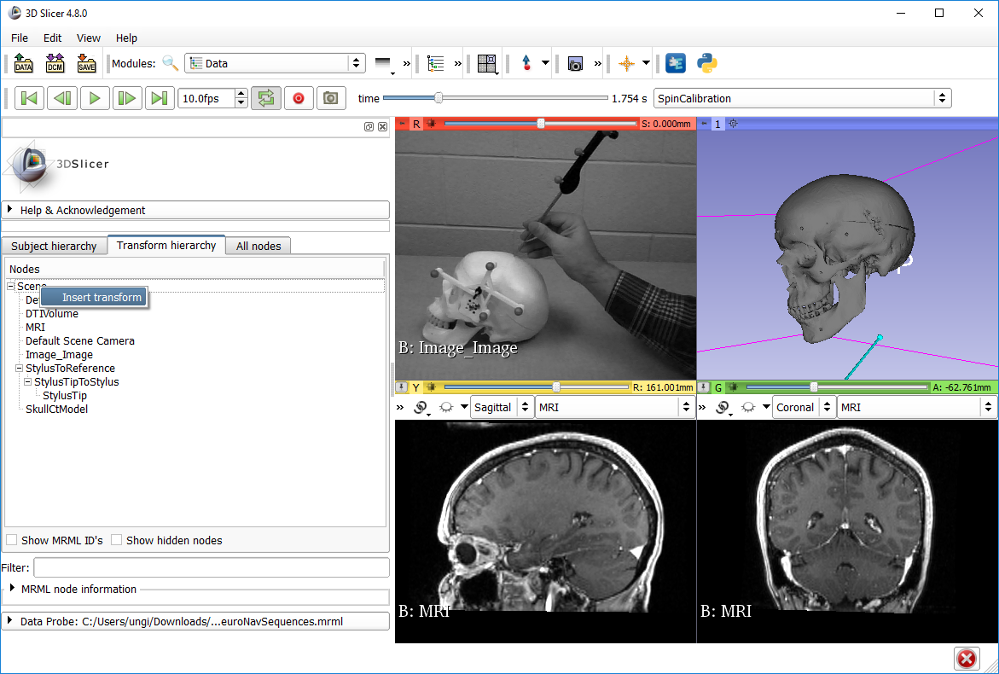 3D Slicer 4.8.0
File Edit View Help
DATA DCM SAVE Modules: Data
10.0fps time 1.754 s SpinCalibration
R S: 0.000mm 1
3DSlicer
Help & Acknowledgement
Subject hierarchy Transform hierarchy All nodes
Nodes
Scene
Insert transform
DTIVolume
MRI
Default Scene Camera
Image_Image
StylusToReference
StylusTipToStylus
StylusTip
SkullCtModel
Show MRML ID's Show hidden nodes
Filter:
MRML node information
Data Probe: C:/Users/ungi/Downloads/...euroNavSequences.mrml
B: Image_Image
P
Y R: 161.001mm G A: -62.761mm
Sagittal MRI Coronal MRI
B: MRI B: MRI